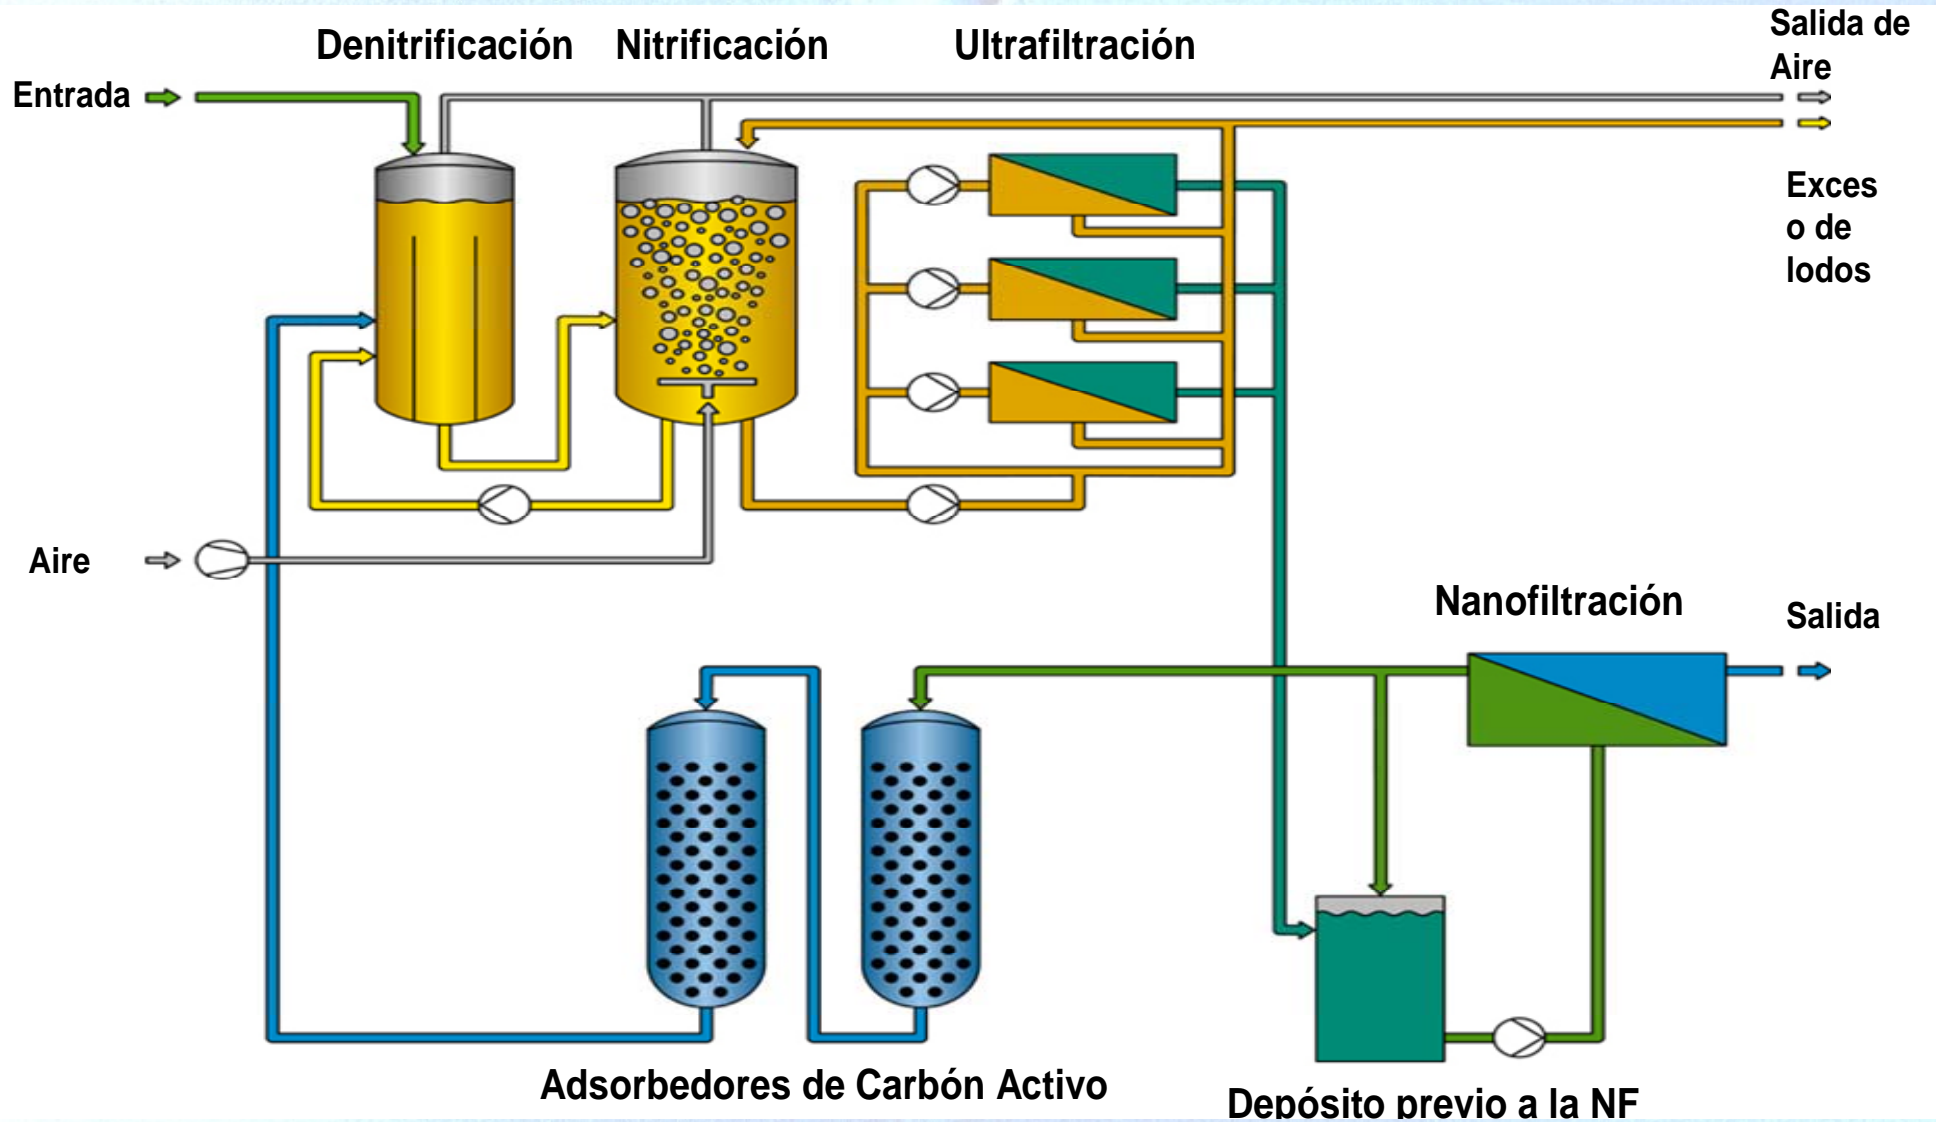 Denitrificación
Nitrificación
Ultrafiltración
Salida de
Aire
Entrada
Exces
o de
lodos
Aire
Nanofiltración
Salida
Adsorbedores de Carbón Activo
Depósito previo a la NF